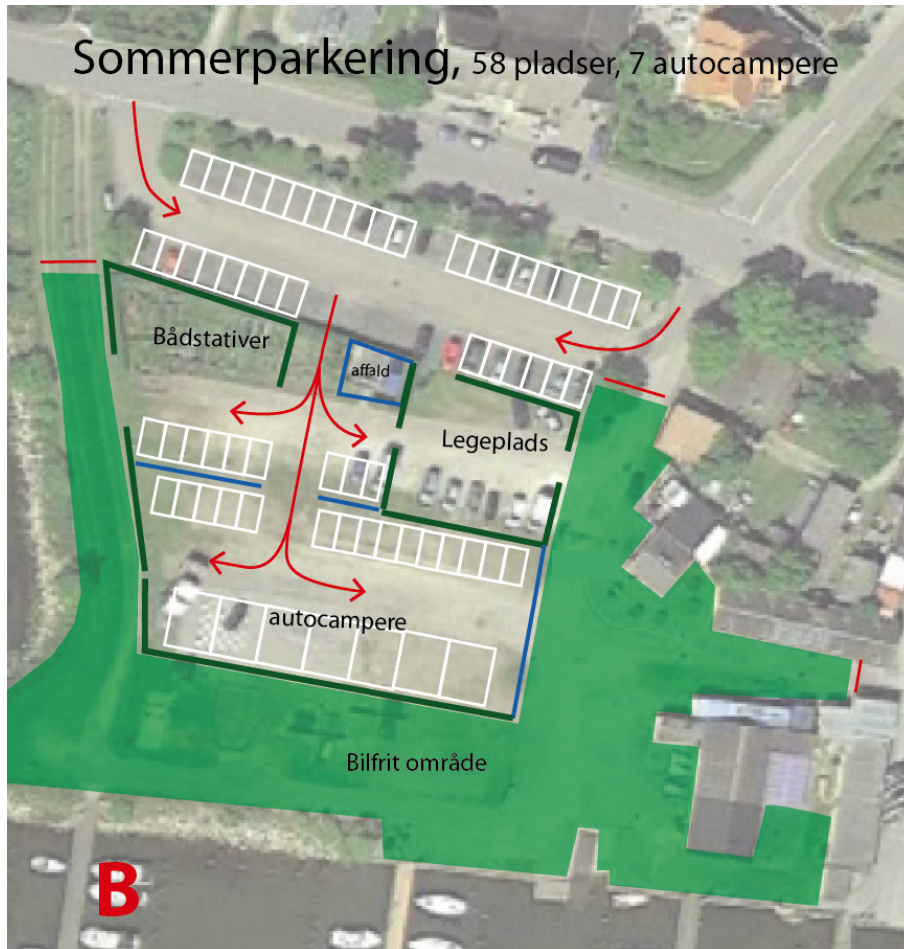 Sommerparkering, 58 pladser, 7 autocampere
Bådstativer
affald
Legeplads
autocampere
Bilfrit område
B